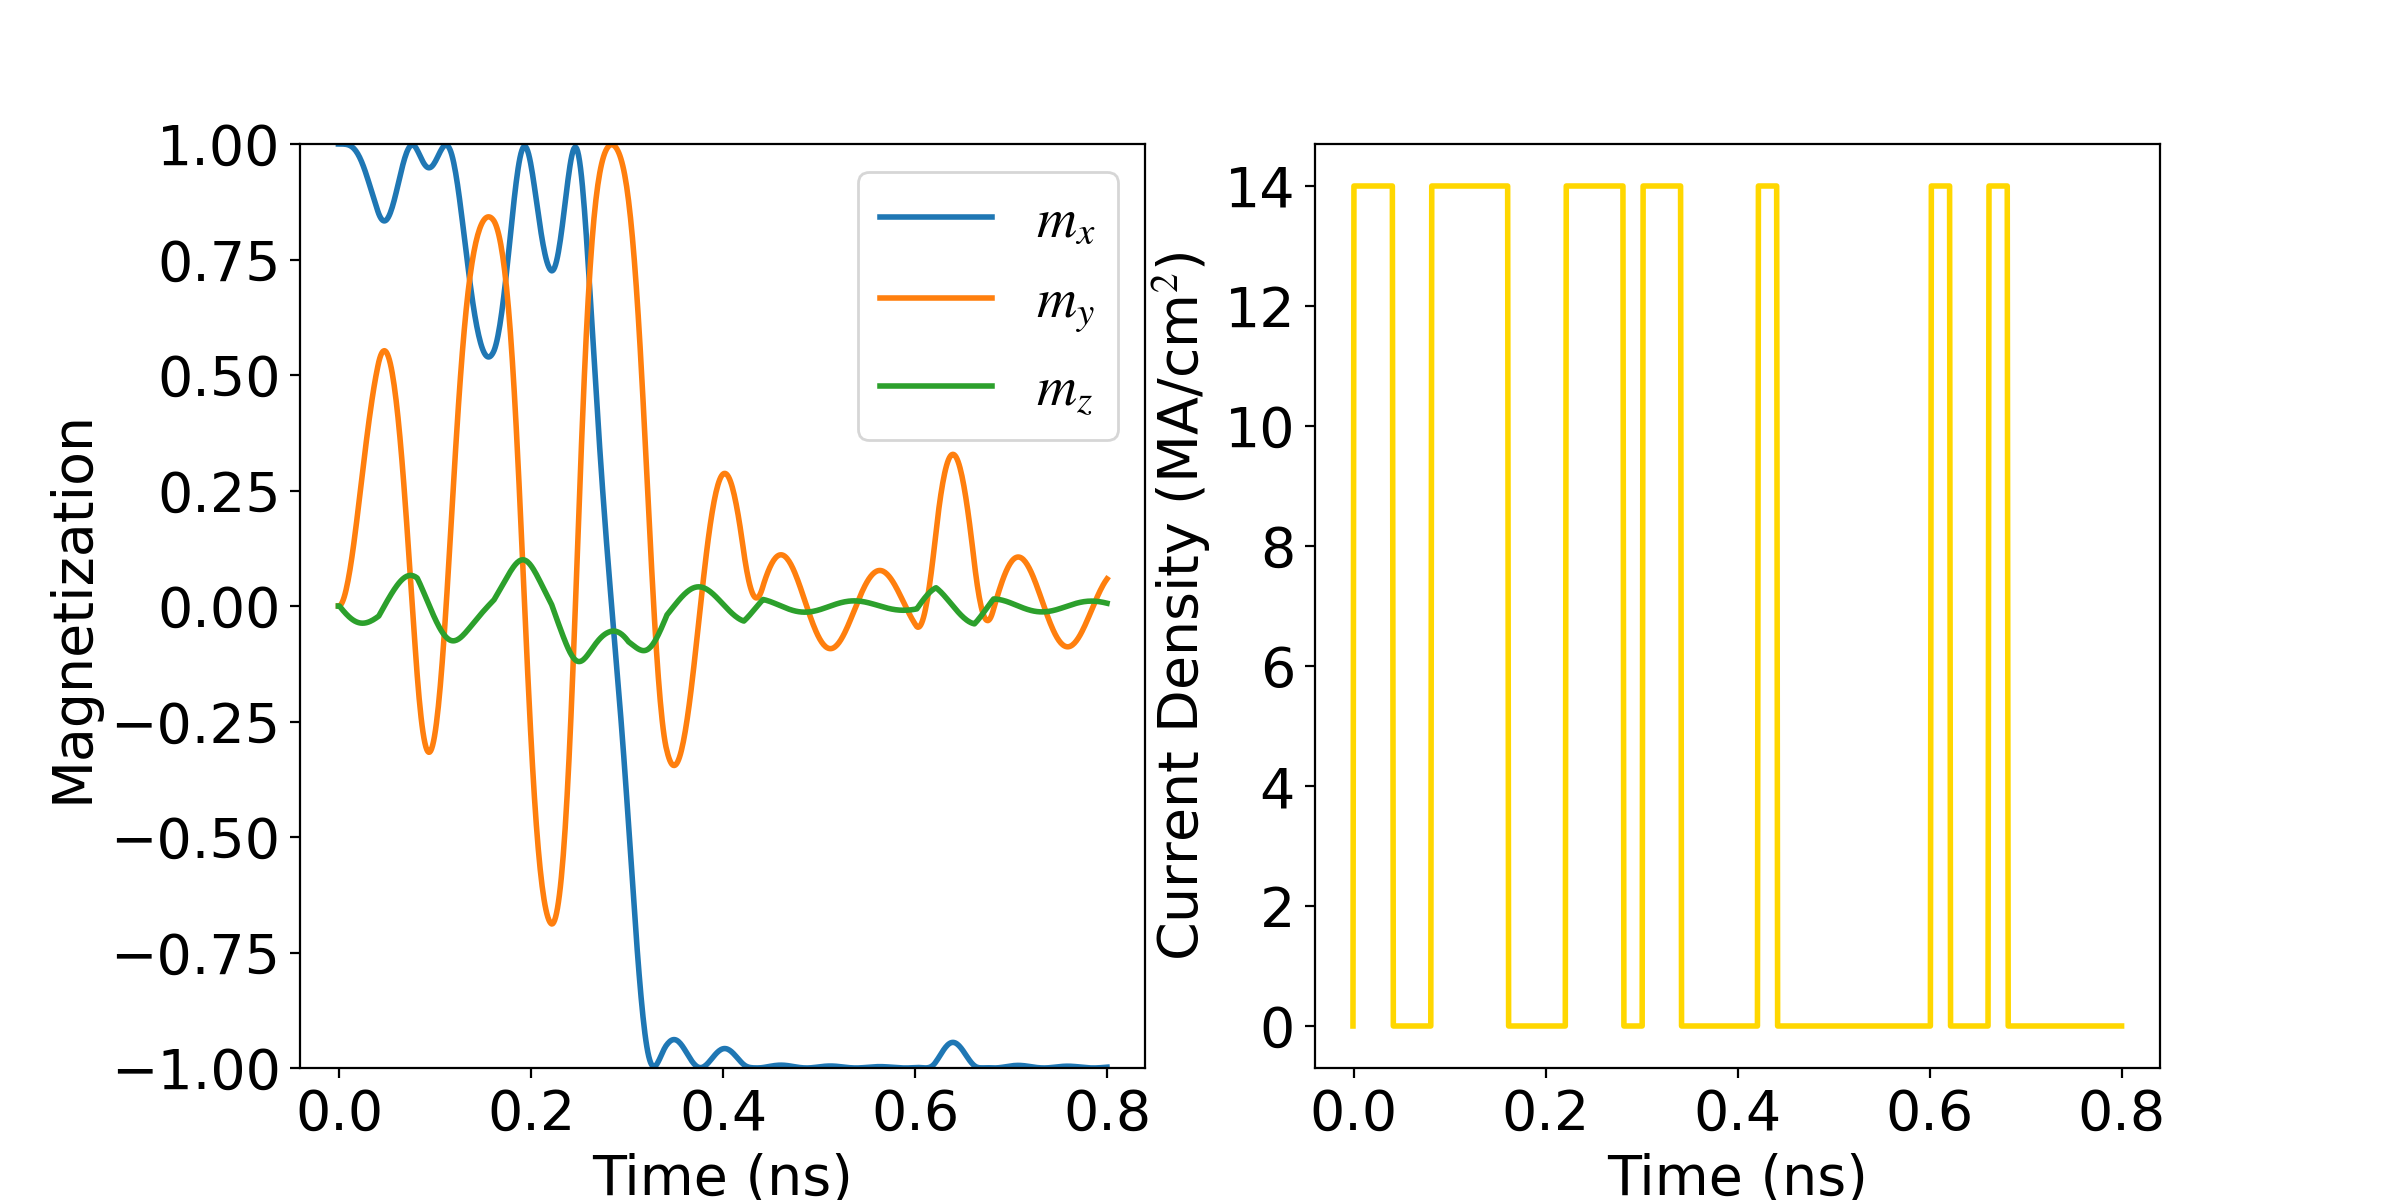 Magnetization
1.00
0.75
0.50
0.25
0.00
−0.25
−0.50
−0.75
−1.00
0.0 0.2 0.4 0.6 0.8
Time (ns)
m_x
m_y
m_z
Current Density (MA/cm²)
14
12
10
8
6
4
2
0
0.0 0.2 0.4 0.6 0.8
Time (ns)